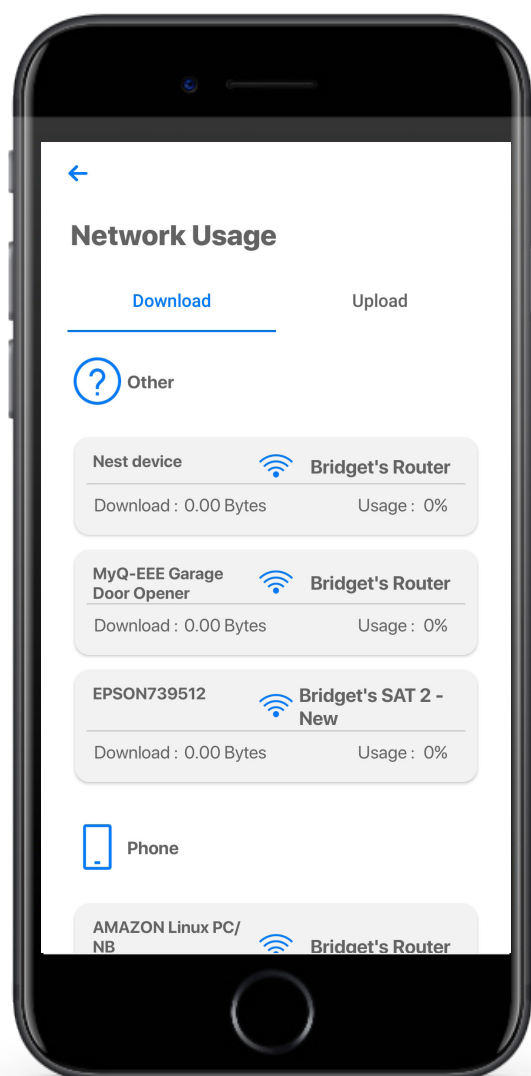 Network Usage
Download Upload
Other
Nest device Bridget's Router
Download : 0.00 Bytes Usage : 0%
MyQ-EEE Garage
Door Opener
Bridget's Router
Download : 0.00 Bytes Usage : 0%
EPSON739512
Bridget's SAT 2 -
New
Download : 0.00 Bytes Usage : 0%
Phone
AMAZON Linux PC/
NB
Bridget's Router